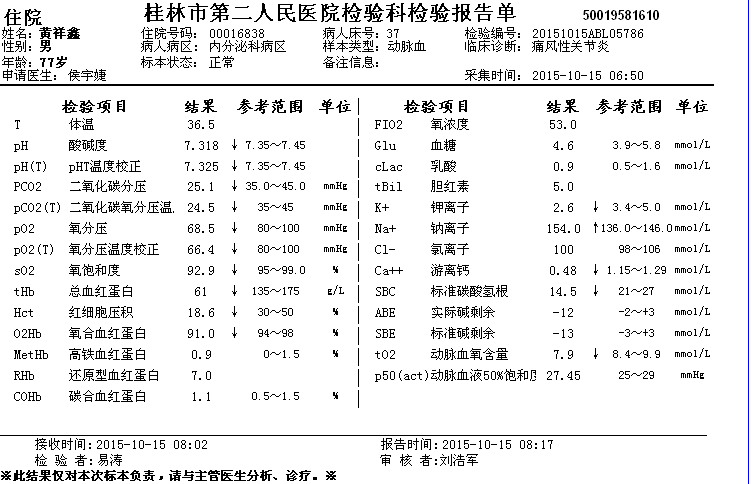 住院 桂林市第二人民医院检验科检验报告单 50019581610
姓名: 黄祥鑫 住院号码: 00016838 病人床号: 37 检验编号: 20151015ABL05786
性别: 男 病人病区: 内分泌科病区 样本类型: 动脉血 临床诊断: 痛风性关节炎
年龄: 77岁 标本状态: 正常 备注信息:
申请医生: 侯宇婕 采集时间: 2015-10-15 06:50
检验项目 结果 参考范围 单位 检验项目 结果 参考范围 单位
T 体温 36.5 FIO2 氧浓度 53.0
pH 酸碱度 7.318 ↓ 7.35~7.45 Glu 血糖 4.6 3.9~5.8 mmol/L
pH(T) pHT温度校正 7.325 ↓ 7.35~7.45 cLac 乳酸 0.9 0.5~1.6 mmol/L
PCO2 二氧化碳分压 25.1 ↓ 35.0~45.0 mmHg tBil 胆红素 5.0
pCO2(T) 二氧化碳氧分压温. 24.5 ↓ 35~45 mmHg K+ 钾离子 2.6 ↓ 3.4~5.0 mmol/L
pO2 氧分压 68.5 ↓ 80~100 mmHg Na+ 钠离子 154.0 ↑ 136.0~146.0 mmol/L
pO2(T) 氧分压温度校正 66.4 ↓ 80~100 mmHg Cl- 氯离子 100 98~106 mmol/L
sO2 氧饱和度 92.9 ↓ 95~99.0 % Ca++ 游离钙 0.48 ↓ 1.15~1.29 mmol/L
tHb 总血红蛋白 61 ↓ 135~175 g/L SBC 标准碳酸氢根 14.5 ↓ 21~27 mmol/L
Hct 红细胞压积 18.6 ↓ 30~50 % ABE 实际碱剩余 -12 -2~+3 mmol/L
O2Hb 氧合血红蛋白 91.0 ↓ 94~98 % SBE 标准碱剩余 -13 -3~+3 mmol/L
MetHb 高铁血红蛋白 0.9 0~1.5 % tO2 动脉血氧含量 7.9 ↓ 8.4~9.9 mmol/L
RHb 还原型血红蛋白 7.0 p50(act) 动脉血液50%饱和度 27.45 25~29 mmHg
COHb 碳合血红蛋白 1.1 0.5~1.5 %
接收时间: 2015-10-15 08:02 报告时间: 2015-10-15 08:17
检 验 者: 易涛 审 核 者: 刘浩军
※此结果仅对本次标本负责,请与主管医生分析、诊疗。※